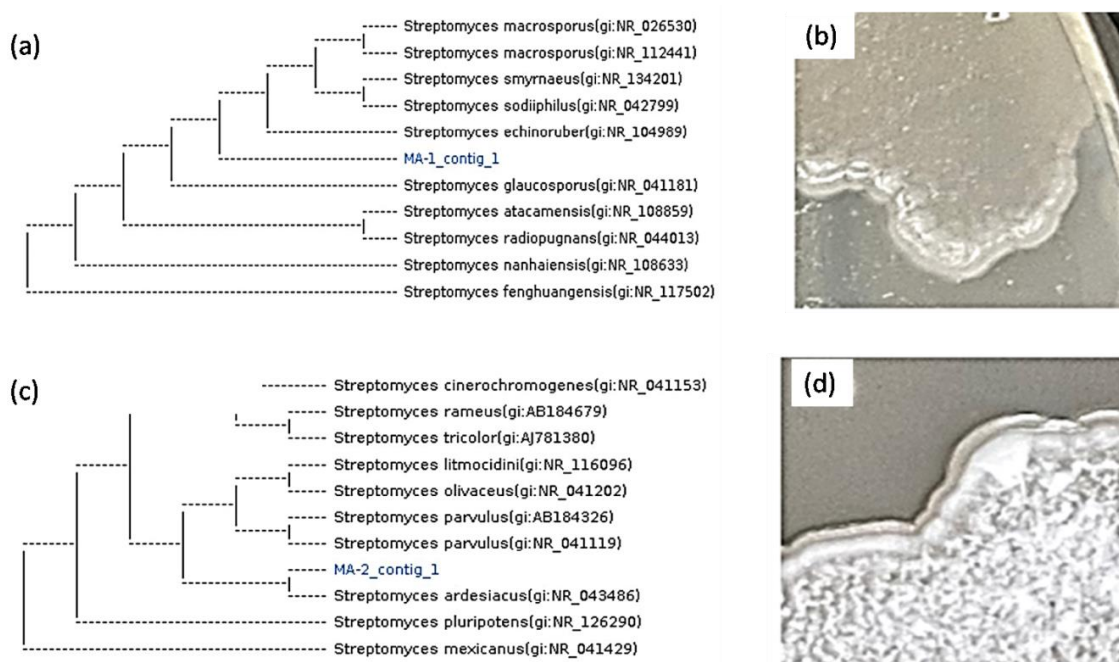 (a)
Streptomyces macrosporus(gi:NR_026530)
Streptomyces macrosporus(gi:NR_112441)
Streptomyces smyrnaeus(gi:NR_134201)
Streptomyces sodiiphilus(gi:NR_042799)
Streptomyces echinoruber(gi:NR_104989)
MA-1_contig_1
Streptomyces glaucosporus(gi:NR_041181)
Streptomyces atacamensis(gi:NR_108859)
Streptomyces radiopugnans(gi:NR_044013)
Streptomyces nanhaiensis(gi:NR_108633)
Streptomyces fenghuangensis(gi:NR_117502)
(b)
(c)
Streptomyces cinerochromogenes(gi:NR_041153)
Streptomyces rameus(gi:AB184679)
Streptomyces tricolor(gi:AJ781380)
Streptomyces litmocidini(gi:NR_116096)
Streptomyces olivaceus(gi:NR_041202)
Streptomyces parvulus(gi:AB184326)
Streptomyces parvulus(gi:NR_041119)
MA-2_contig_1
Streptomyces ardesiacus(gi:NR_043486)
Streptomyces pluripotens(gi:NR_126290)
Streptomyces mexicanus(gi:NR_041429)
(d)